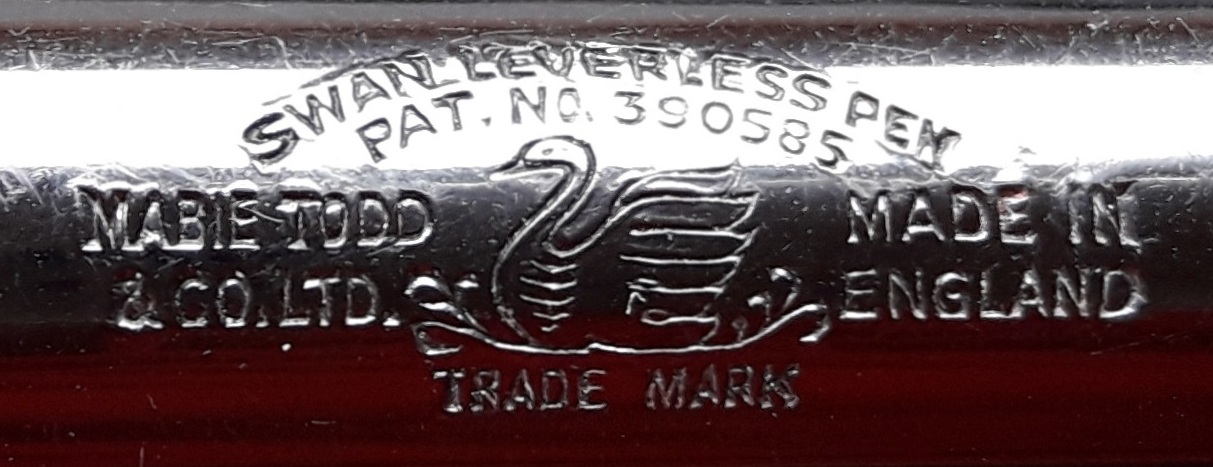 SWAN LEVERLESS PEN
PAT. NO. 390585
MABIE TODD
& CO. LTD.
MADE IN
ENGLAND
TRADE MARK